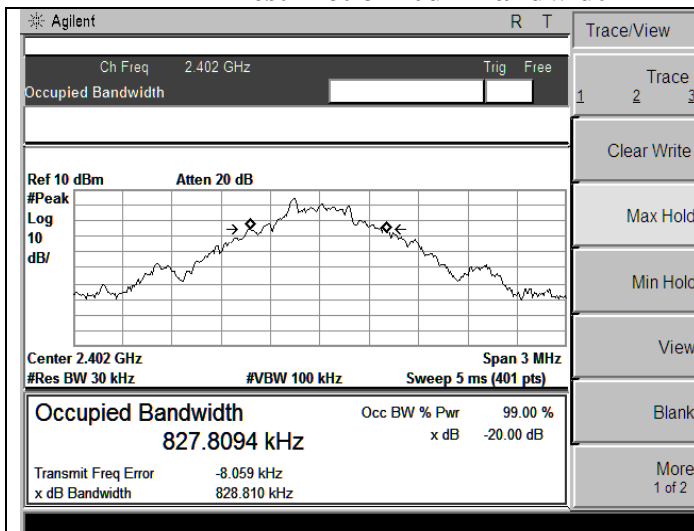 Agilent R T Trace/View
Ch Freq 2.402 GHz Trig Free
Occupied Bandwidth
Trace
1 2 3
Clear Write
Max Hold
Min Hold
View
Blank
More
1 of 2
Ref 10 dBm Atten 20 dB
#Peak
Log
10
dB/
Center 2.402 GHz Span 3 MHz
#Res BW 30 kHz #VBW 100 kHz Sweep 5 ms (401 pts)
Occupied Bandwidth Occ BW % Pwr 99.00 %
827.8094 kHz x dB -20.00 dB
Transmit Freq Error -8.059 kHz
x dB Bandwidth 828.810 kHz